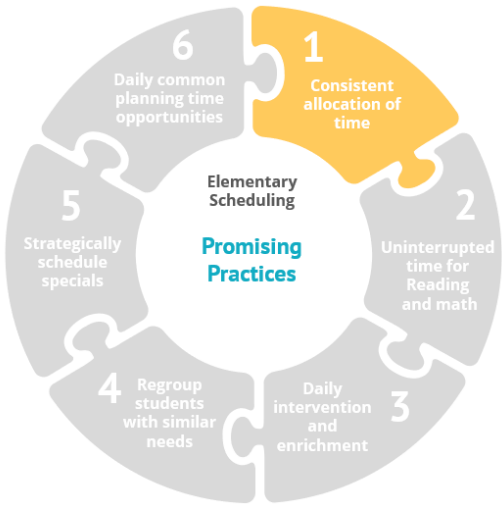 Elementary
Scheduling
Promising
Practices
1
Consistent
allocation of
time
2
Uninterrupted
time for
Reading
and math
3
Daily
intervention
and
enrichment
4
Regroup
students
with similar
needs
5
Strategically
schedule
specials
6
Daily common
planning time
opportunities